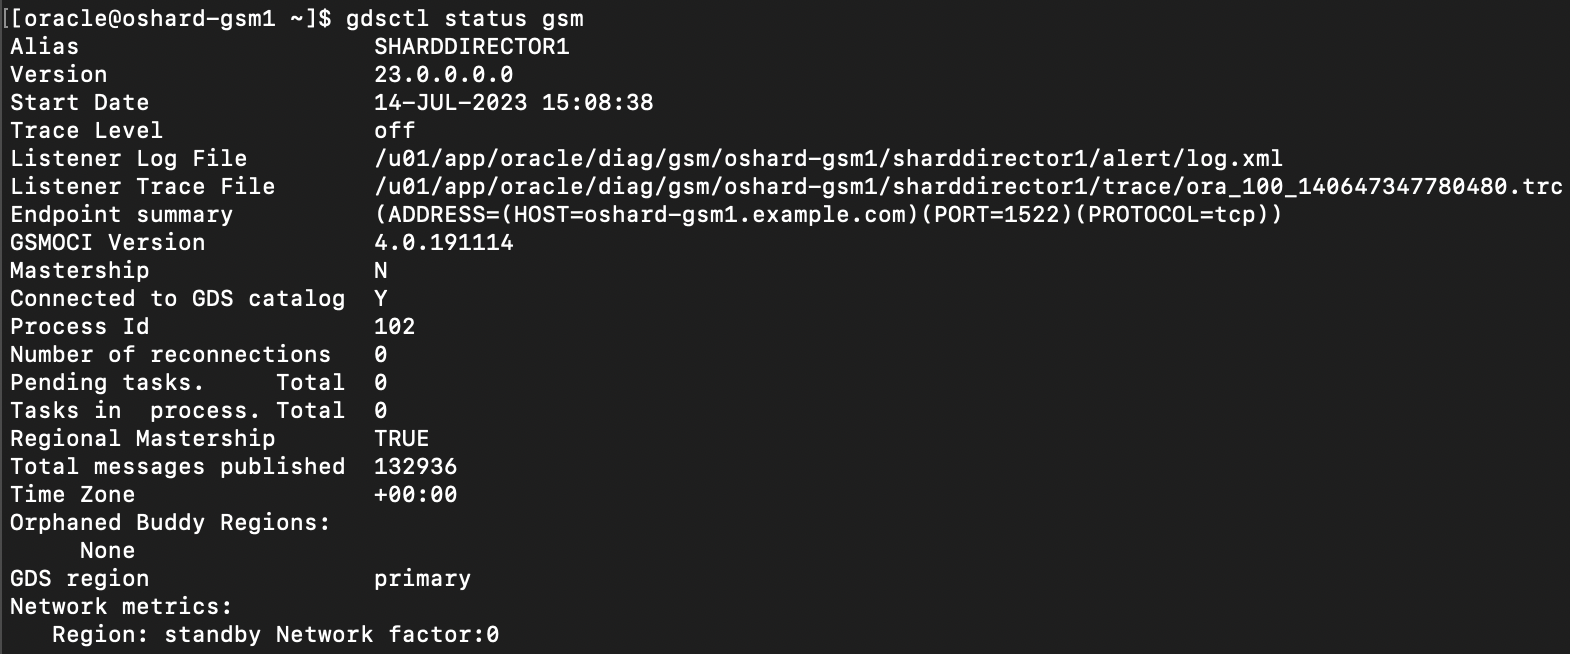 [[oracle@oshard-gsm1 ~]$ gdsctl status gsm
Alias                     SHARDDIRECTOR1
Version                   23.0.0.0.0
Start Date                14-JUL-2023 15:08:38
Trace Level               off
Listener Log File         /u01/app/oracle/diag/gsm/oshard-gsm1/sharddirector1/alert/log.xml
Listener Trace File       /u01/app/oracle/diag/gsm/oshard-gsm1/sharddirector1/trace/ora_100_140647347780480.trc
Endpoint summary          (ADDRESS=(HOST=oshard-gsm1.example.com)(PORT=1522)(PROTOCOL=tcp))
GSMOCI Version            4.0.191114
Mastership                N
Connected to GDS catalog  Y
Process Id                102
Number of reconnections   0
Pending tasks.     Total  0
Tasks in  process. Total  0
Regional Mastership       TRUE
Total messages published  132936
Time Zone                 +00:00
Orphaned Buddy Regions:
     None
GDS region                primary
Network metrics:
   Region: standby Network factor:0